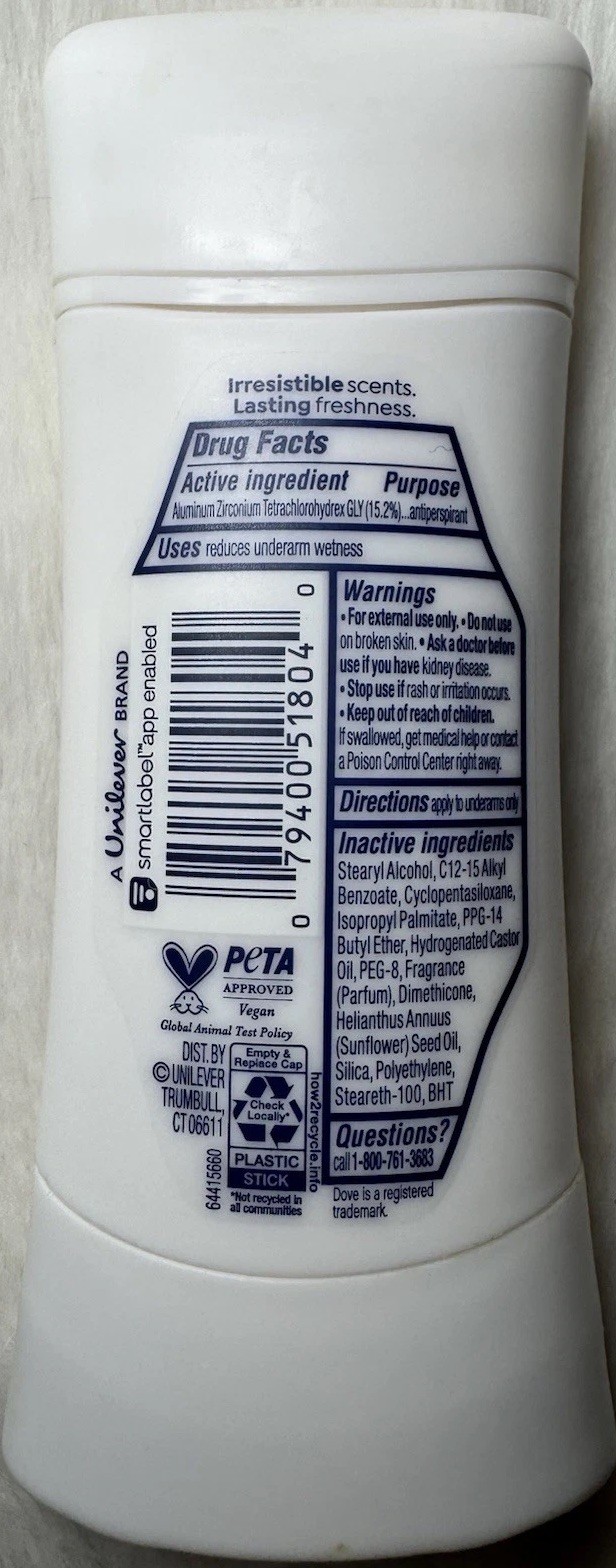 Irresistible scents.
Lasting freshness.
Drug Facts
Active ingredient Purpose
Aluminum Zirconium Tetrachlorohydrex GLY (15.2%)...antiperspirant
Uses reduces underarm wetness
A Unilever BRAND
smartlabel™ app enabled
0 79400 51804 0
Warnings
• For external use only. • Do not use
on broken skin. • Ask a doctor before
use if you have kidney disease.
• Stop use if rash or irritation occurs.
• Keep out of reach of children.
If swallowed, get medical help or contact
a Poison Control Center right away.
Directions apply to underarms only
Inactive ingredients
Stearyl Alcohol, C12-15 Alkyl
Benzoate, Cyclopentasiloxane,
Isopropyl Palmitate, PPG-14
Butyl Ether, Hydrogenated Castor
Oil, PEG-8, Fragrance
(Parfum), Dimethicone,
Helianthus Annuus
(Sunflower) Seed Oil,
Silica, Polyethylene,
Steareth-100, BHT
Questions?
call 1-800-761-3683
Dove is a registered
trademark.
PETA
APPROVED
Vegan
Global Animal Test Policy
DIST. BY
© UNILEVER
TRUMBULL,
CT 06611
64415660
Empty &
Replace Cap
Check
Locally*
PLASTIC
STICK
*Not recycled in
all communities
how2recycle.info